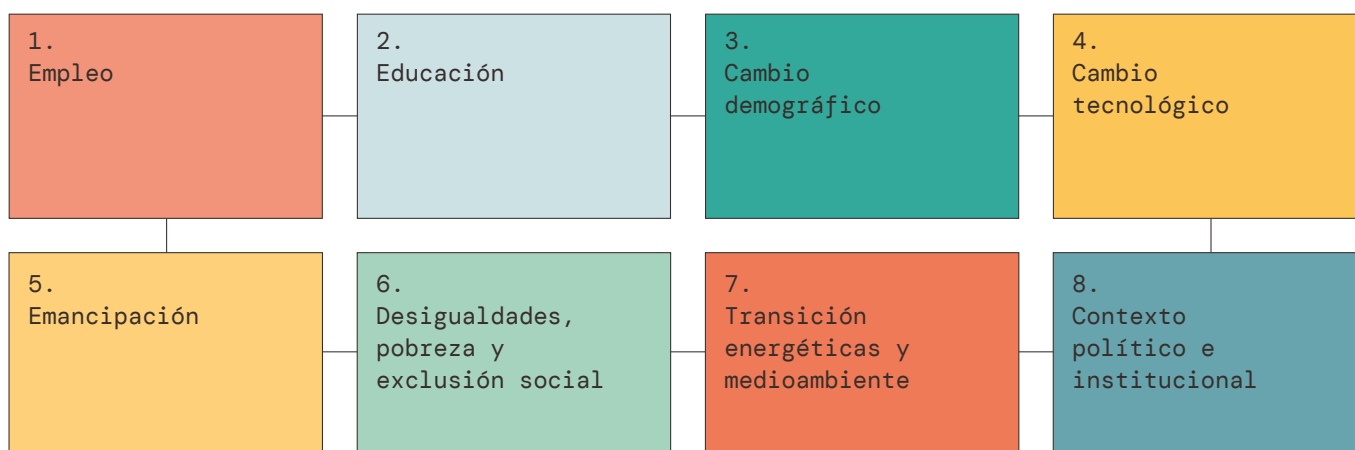 1.
Empleo
2.
Educación
3.
Cambio
demográfico
4.
Cambio
tecnológico
5.
Emancipación
6.
Desigualdades,
pobreza y
exclusión social
7.
Transición
energéticas y
medioambiente
8.
Contexto
político e
institucional